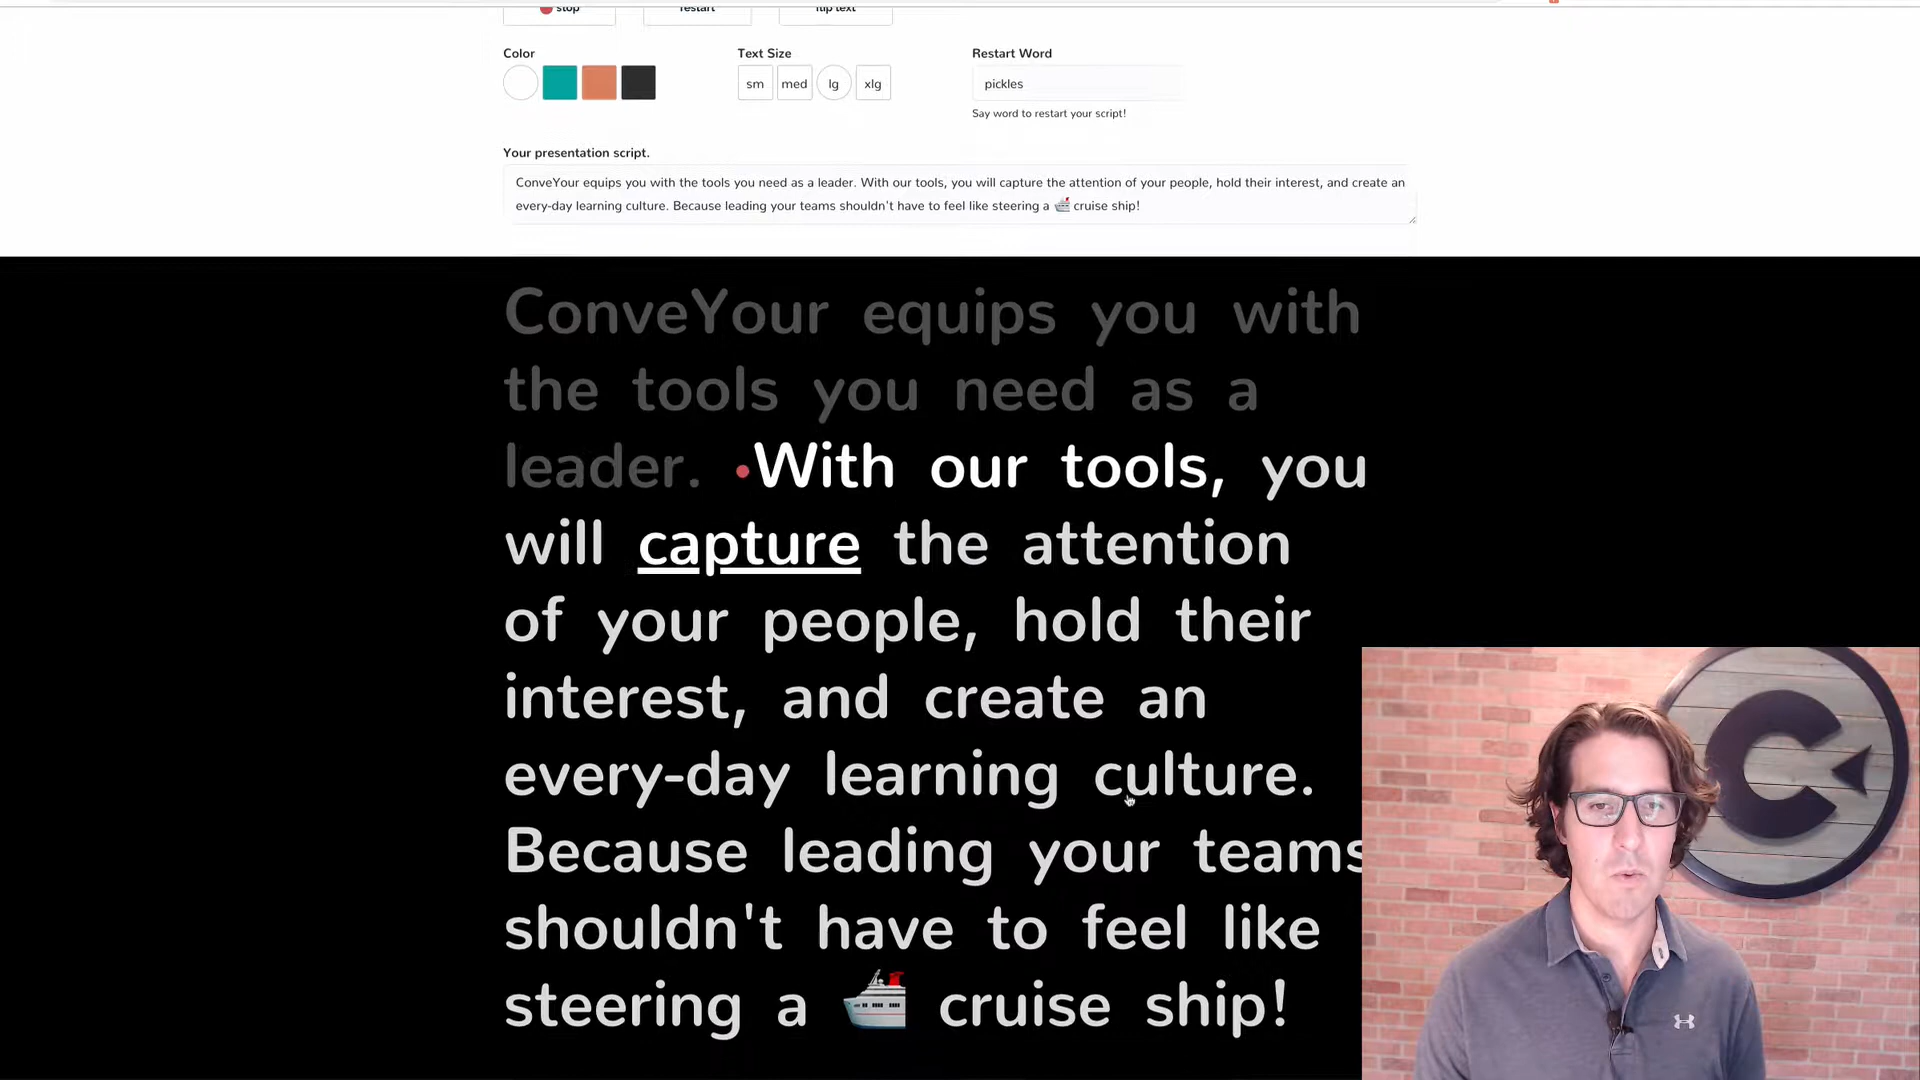 stop restart flip text
Color Text Size Restart Word
sm med lg xlg pickles
Say word to restart your script!
Your presentation script.
ConveYour equips you with the tools you need as a leader. With our tools, you will capture the attention of your people, hold their interest, and create an
every-day learning culture. Because leading your teams shouldn't have to feel like steering a 🛳 cruise ship!
ConveYour equips you with
the tools you need as a
leader. •With our tools, you
will capture the attention
of your people, hold their
interest, and create an
every-day learning culture.
Because leading your teams
shouldn't have to feel like
steering a 🛳 cruise ship!